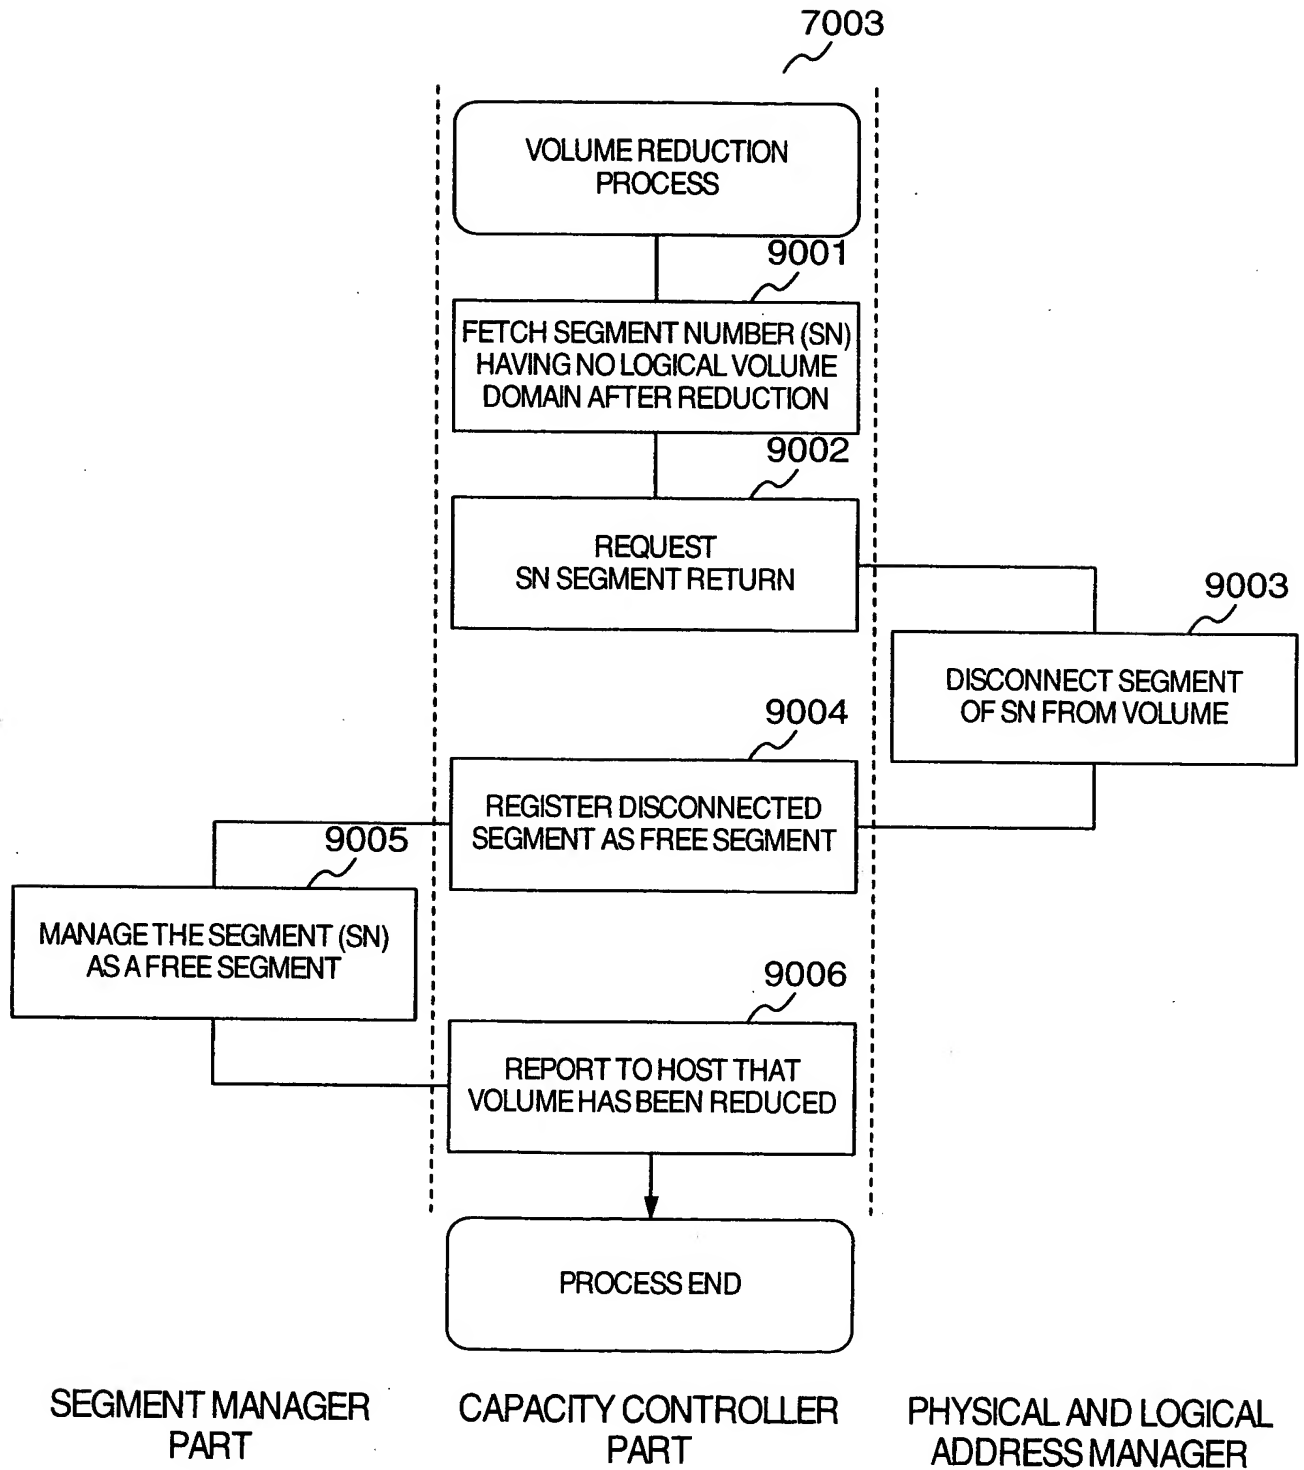 7003
VOLUME REDUCTION
PROCESS
9001
FETCH SEGMENT NUMBER (SN)
HAVING NO LOGICAL VOLUME
DOMAIN AFTER REDUCTION
9002
REQUEST
SN SEGMENT RETURN
9003
DISCONNECT SEGMENT
OF SN FROM VOLUME
9004
REGISTER DISCONNECTED
SEGMENT AS FREE SEGMENT
9005
MANAGE THE SEGMENT (SN)
AS A FREE SEGMENT
9006
REPORT TO HOST THAT
VOLUME HAS BEEN REDUCED
PROCESS END
SEGMENT MANAGER
PART
CAPACITY CONTROLLER
PART
PHYSICAL AND LOGICAL
ADDRESS MANAGER